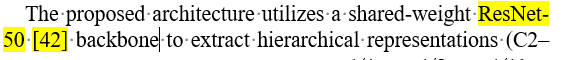 The proposed architecture utilizes a shared-weight ResNet-
50 [42] backbone to extract hierarchical representations (C2–